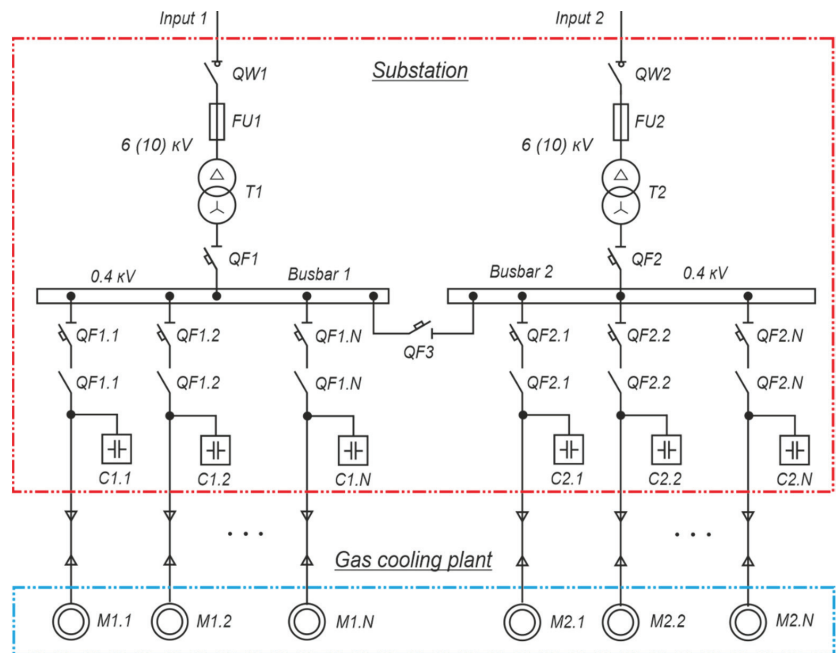 Input 1
Input 2
QW1
Substation
QW2
FU1
FU2
6 (10) кV
6 (10) кV
T1
T2
QF1
QF2
0.4 кV
Busbar 1
Busbar 2
0.4 кV
QF1.1
QF1.2
QF1.N
QF3
QF2.1
QF2.2
QF2.N
QF1.1
QF1.2
QF1.N
QF2.1
QF2.2
QF2.N
C1.1
C1.2
C1.N
C2.1
C2.2
C2.N
. . .
. . .
Gas cooling plant
M1.1
M1.2
M1.N
M2.1
M2.2
M2.N